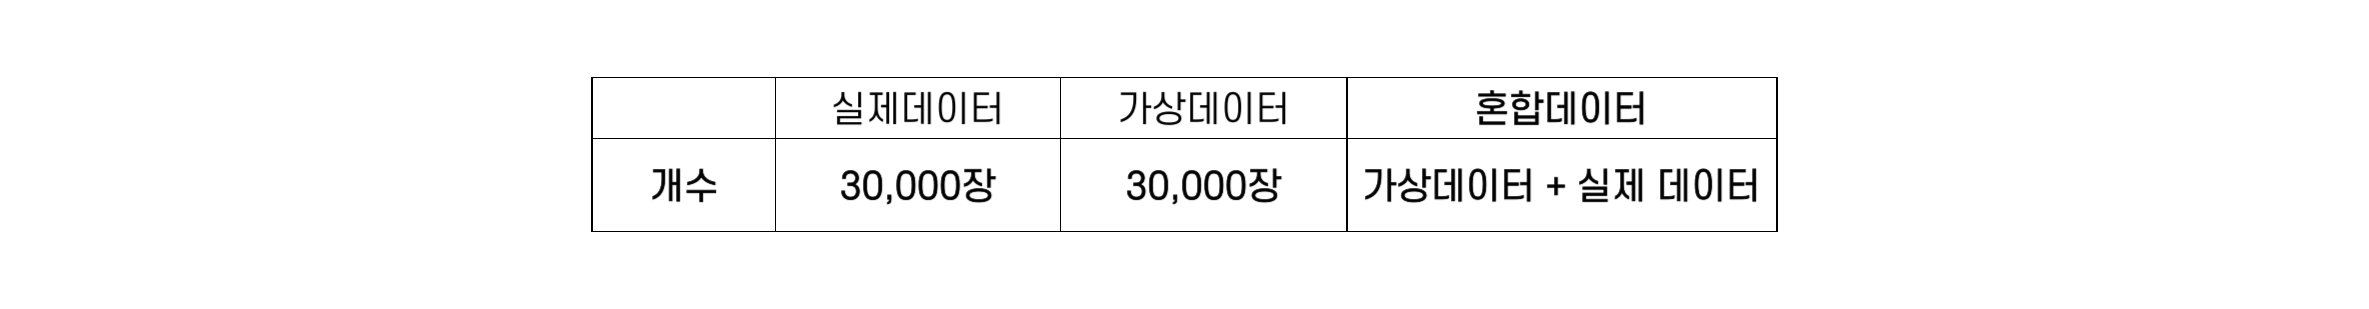 실제데이터 가상데이터 혼합데이터
개수 30,000장 30,000장 가상데이터 + 실제 데이터